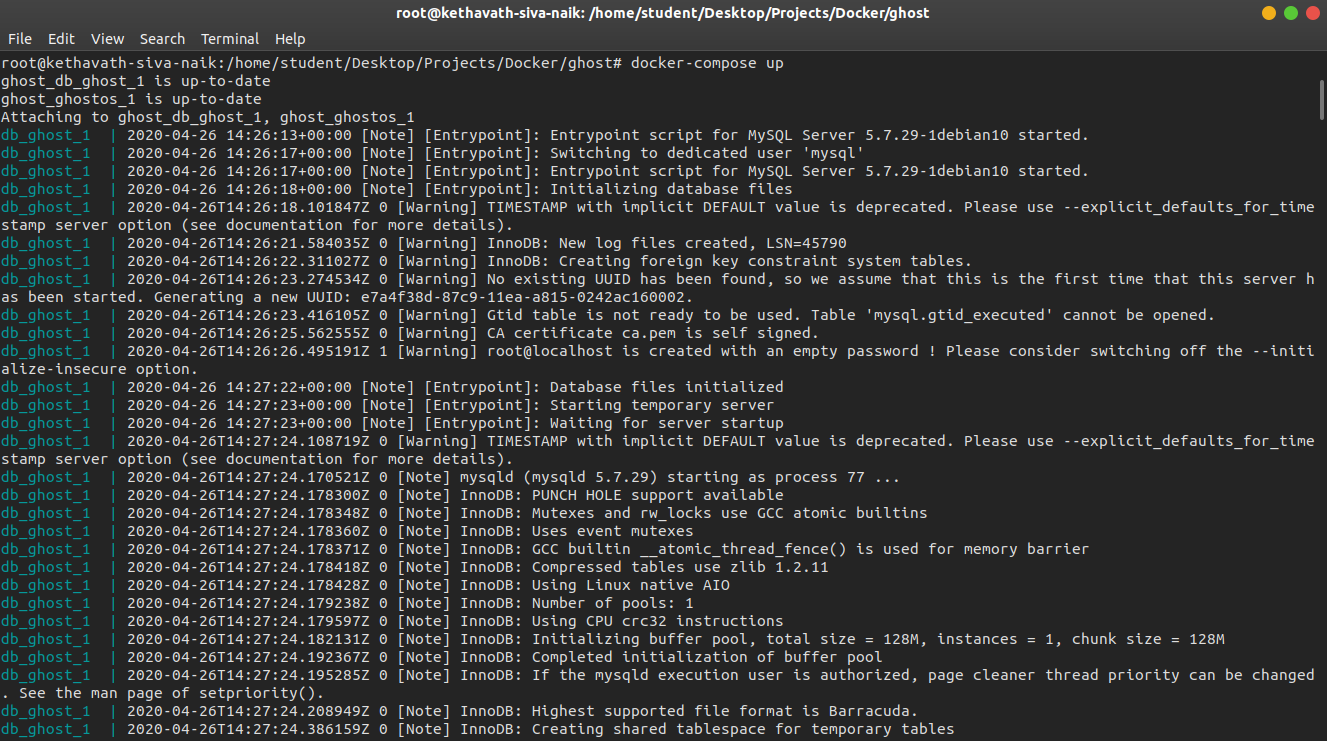 root@kethavath-siva-naik: /home/student/Desktop/Projects/Docker/ghost
File Edit View Search Terminal Help
root@kethavath-siva-naik:/home/student/Desktop/Projects/Docker/ghost# docker-compose up
ghost_db_ghost_1 is up-to-date
ghost_ghostos_1 is up-to-date
Attaching to ghost_db_ghost_1, ghost_ghostos_1
db_ghost_1  | 2020-04-26 14:26:13+00:00 [Note] [Entrypoint]: Entrypoint script for MySQL Server 5.7.29-1debian10 started.
db_ghost_1  | 2020-04-26 14:26:17+00:00 [Note] [Entrypoint]: Switching to dedicated user 'mysql'
db_ghost_1  | 2020-04-26 14:26:17+00:00 [Note] [Entrypoint]: Entrypoint script for MySQL Server 5.7.29-1debian10 started.
db_ghost_1  | 2020-04-26 14:26:18+00:00 [Note] [Entrypoint]: Initializing database files
db_ghost_1  | 2020-04-26T14:26:18.101847Z 0 [Warning] TIMESTAMP with implicit DEFAULT value is deprecated. Please use --explicit_defaults_for_time
stamp server option (see documentation for more details).
db_ghost_1  | 2020-04-26T14:26:21.584035Z 0 [Warning] InnoDB: New log files created, LSN=45790
db_ghost_1  | 2020-04-26T14:26:22.311027Z 0 [Warning] InnoDB: Creating foreign key constraint system tables.
db_ghost_1  | 2020-04-26T14:26:23.274534Z 0 [Warning] No existing UUID has been found, so we assume that this is the first time that this server h
as been started. Generating a new UUID: e7a4f38d-87c9-11ea-a815-0242ac160002.
db_ghost_1  | 2020-04-26T14:26:23.416105Z 0 [Warning] Gtid table is not ready to be used. Table 'mysql.gtid_executed' cannot be opened.
db_ghost_1  | 2020-04-26T14:26:25.562555Z 0 [Warning] CA certificate ca.pem is self signed.
db_ghost_1  | 2020-04-26T14:26:26.495191Z 1 [Warning] root@localhost is created with an empty password ! Please consider switching off the --initi
alize-insecure option.
db_ghost_1  | 2020-04-26 14:27:22+00:00 [Note] [Entrypoint]: Database files initialized
db_ghost_1  | 2020-04-26 14:27:23+00:00 [Note] [Entrypoint]: Starting temporary server
db_ghost_1  | 2020-04-26 14:27:23+00:00 [Note] [Entrypoint]: Waiting for server startup
db_ghost_1  | 2020-04-26T14:27:24.108719Z 0 [Warning] TIMESTAMP with implicit DEFAULT value is deprecated. Please use --explicit_defaults_for_time
stamp server option (see documentation for more details).
db_ghost_1  | 2020-04-26T14:27:24.170521Z 0 [Note] mysqld (mysqld 5.7.29) starting as process 77 ...
db_ghost_1  | 2020-04-26T14:27:24.178300Z 0 [Note] InnoDB: PUNCH HOLE support available
db_ghost_1  | 2020-04-26T14:27:24.178348Z 0 [Note] InnoDB: Mutexes and rw_locks use GCC atomic builtins
db_ghost_1  | 2020-04-26T14:27:24.178360Z 0 [Note] InnoDB: Uses event mutexes
db_ghost_1  | 2020-04-26T14:27:24.178371Z 0 [Note] InnoDB: GCC builtin __atomic_thread_fence() is used for memory barrier
db_ghost_1  | 2020-04-26T14:27:24.178418Z 0 [Note] InnoDB: Compressed tables use zlib 1.2.11
db_ghost_1  | 2020-04-26T14:27:24.178428Z 0 [Note] InnoDB: Using Linux native AIO
db_ghost_1  | 2020-04-26T14:27:24.179238Z 0 [Note] InnoDB: Number of pools: 1
db_ghost_1  | 2020-04-26T14:27:24.179597Z 0 [Note] InnoDB: Using CPU crc32 instructions
db_ghost_1  | 2020-04-26T14:27:24.182131Z 0 [Note] InnoDB: Initializing buffer pool, total size = 128M, instances = 1, chunk size = 128M
db_ghost_1  | 2020-04-26T14:27:24.192367Z 0 [Note] InnoDB: Completed initialization of buffer pool
db_ghost_1  | 2020-04-26T14:27:24.195285Z 0 [Note] InnoDB: If the mysqld execution user is authorized, page cleaner thread priority can be changed
. See the man page of setpriority().
db_ghost_1  | 2020-04-26T14:27:24.208949Z 0 [Note] InnoDB: Highest supported file format is Barracuda.
db_ghost_1  | 2020-04-26T14:27:24.386159Z 0 [Note] InnoDB: Creating shared tablespace for temporary tables